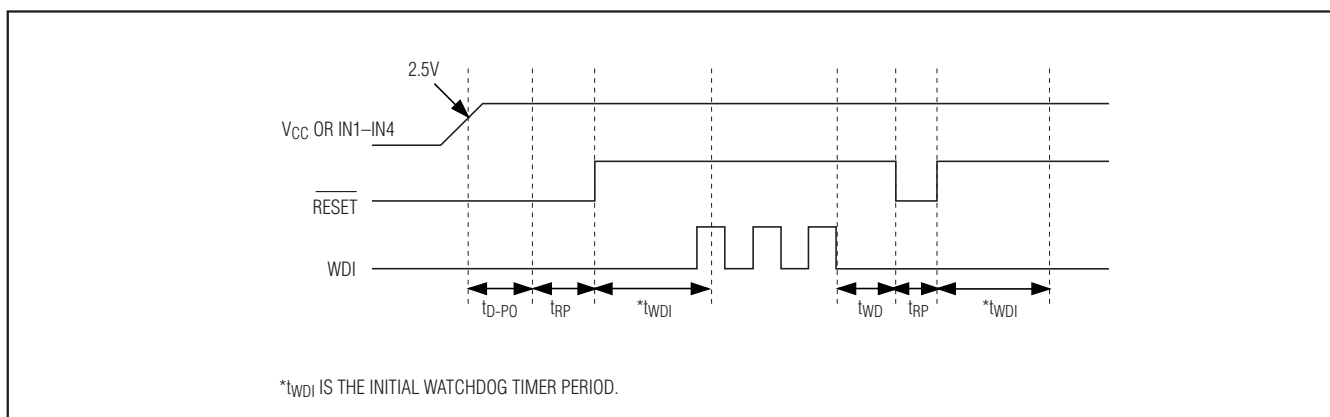 2.5V
VCC OR IN1–IN4
RESET
WDI
tD-PO tRP *tWDI tWD tRP *tWDI
*tWDI IS THE INITIAL WATCHDOG TIMER PERIOD.